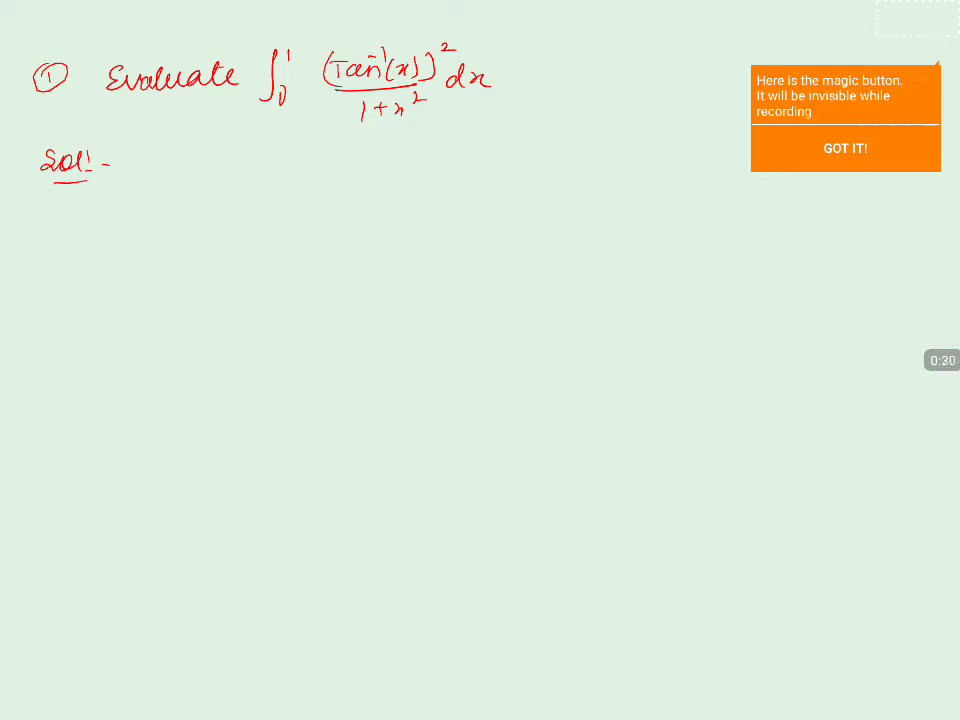 ① Evaluate ∫₀¹ (Tan⁻¹(x))² / 1+x² dx
Sol: -
Here is the magic button.
It will be invisible while
recording
GOT IT!
0:30